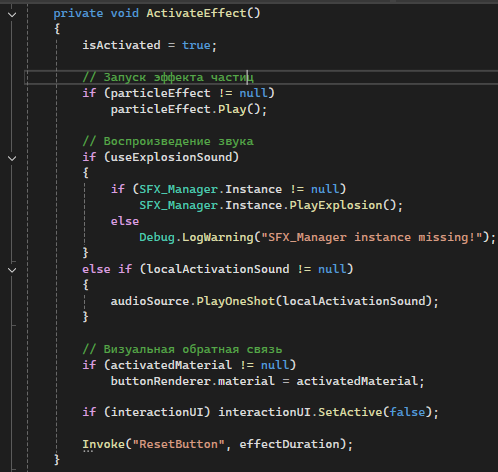 private void ActivateEffect()
{
isActivated = true;
// Запуск эффекта частиц
if (particleEffect != null)
particleEffect.Play();
// Воспроизведение звука
if (useExplosionSound)
{
if (SFX_Manager.Instance != null)
SFX_Manager.Instance.PlayExplosion();
else
Debug.LogWarning("SFX_Manager instance missing!");
}
else if (localActivationSound != null)
{
audioSource.PlayOneShot(localActivationSound);
}
// Визуальная обратная связь
if (activatedMaterial != null)
buttonRenderer.material = activatedMaterial;
if (interactionUI) interactionUI.SetActive(false);
Invoke("ResetButton", effectDuration);
}